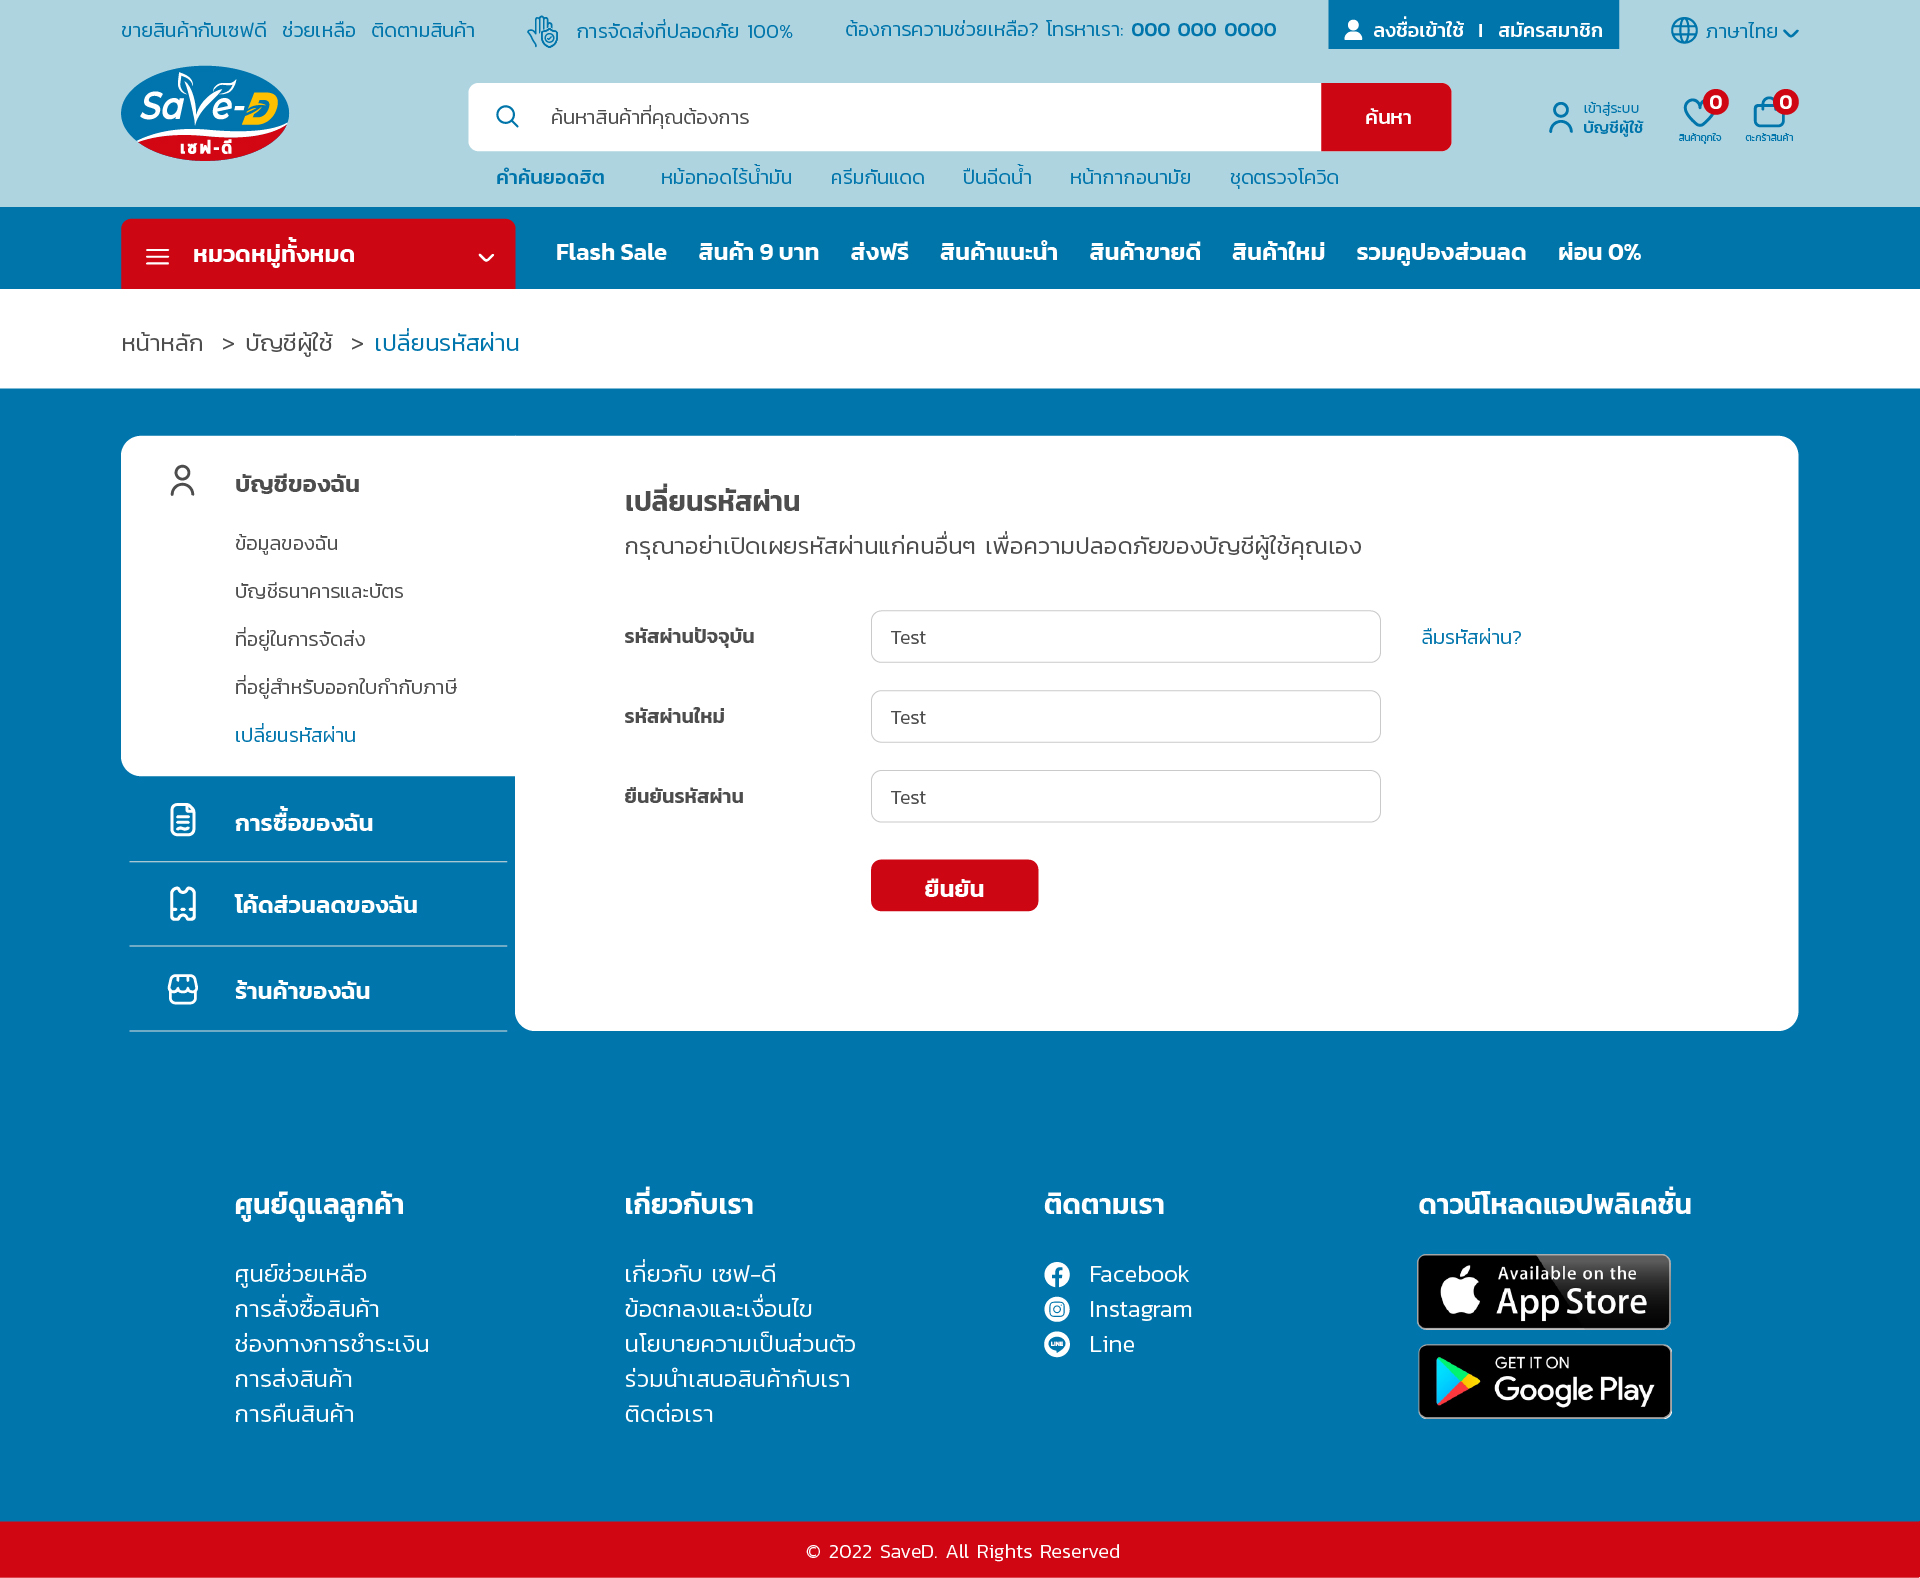 ขายสินค้ากับเซฟดี ช่วยเหลือ ติดตามสินค้า การจัดส่งที่ปลอดภัย 100% ต้องการความช่วยเหลือ? โทรหาเรา: 000 000 0000 ลงชื่อเข้าใช้ | สมัครสมาชิก ภาษาไทย
SaVe-D
เซฟ-ดี
ค้นหาสินค้าที่คุณต้องการ ค้นหา
เข้าสู่ระบบ
บัญชีผู้ใช้
0 0
สินค้าถูกใจ ตะกร้าสินค้า
คำค้นยอดฮิต หม้อทอดไร้น้ำมัน ครีมกันแดด ปืนฉีดน้ำ หน้ากากอนามัย ชุดตรวจโควิด
หมวดหมู่ทั้งหมด Flash Sale สินค้า 9 บาท ส่งฟรี สินค้าแนะนำ สินค้าขายดี สินค้าใหม่ รวมคูปองส่วนลด ผ่อน 0%
หน้าหลัก > บัญชีผู้ใช้ > เปลี่ยนรหัสผ่าน
บัญชีของฉัน
ข้อมูลของฉัน
บัญชีธนาคารและบัตร
ที่อยู่ในการจัดส่ง
ที่อยู่สำหรับออกใบกำกับภาษี
เปลี่ยนรหัสผ่าน
การซื้อของฉัน
โค้ดส่วนลดของฉัน
ร้านค้าของฉัน
เปลี่ยนรหัสผ่าน
กรุณาอย่าเปิดเผยรหัสผ่านแก่คนอื่นๆ เพื่อความปลอดภัยของบัญชีผู้ใช้คุณเอง
รหัสผ่านปัจจุบัน Test ลืมรหัสผ่าน?
รหัสผ่านใหม่ Test
ยืนยันรหัสผ่าน Test
ยืนยัน
ศูนย์ดูแลลูกค้า
ศูนย์ช่วยเหลือ
การสั่งซื้อสินค้า
ช่องทางการชำระเงิน
การส่งสินค้า
การคืนสินค้า
เกี่ยวกับเรา
เกี่ยวกับ เซฟ-ดี
ข้อตกลงและเงื่อนไข
นโยบายความเป็นส่วนตัว
ร่วมนำเสนอสินค้ากับเรา
ติดต่อเรา
ติดตามเรา
Facebook
Instagram
LINE Line
ดาวน์โหลดแอปพลิเคชั่น
Available on the
App Store
GET IT ON
Google Play
© 2022 SaveD. All Rights Reserved